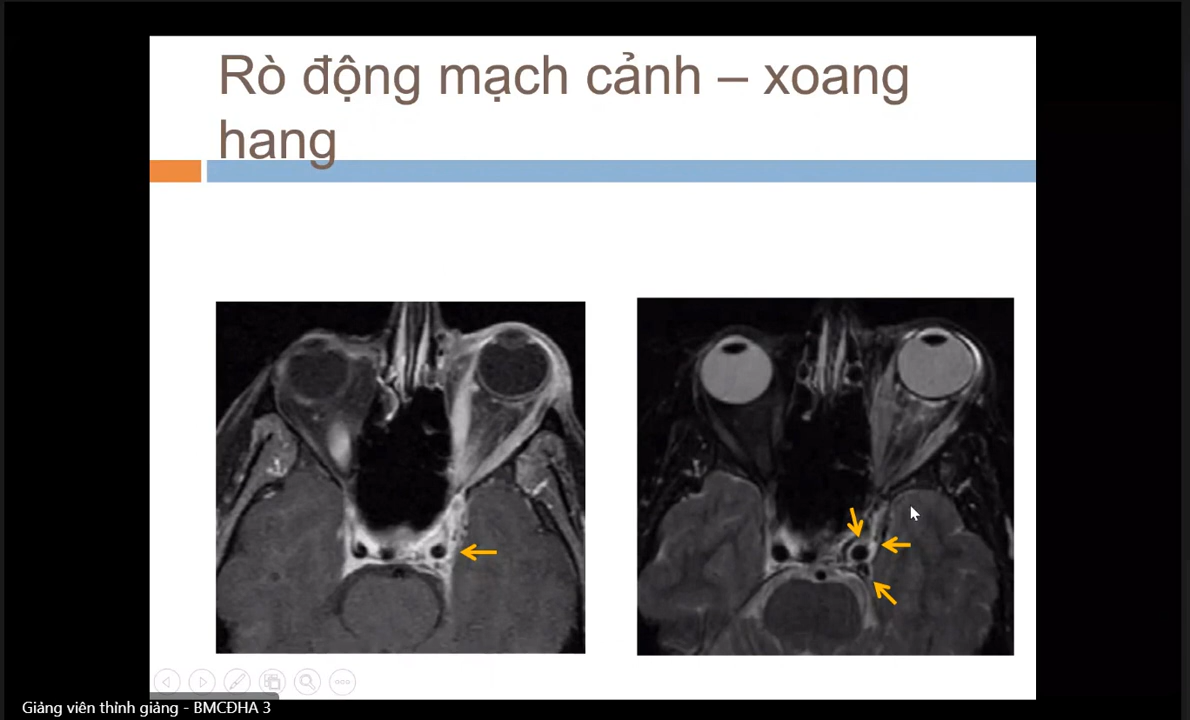 Rò động mạch cảnh – xoang
hang
Giảng viên thỉnh giảng - BMCĐHA 3